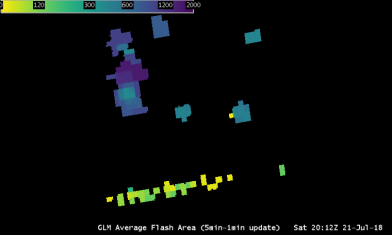 120 300 600 1200 2000
GLM Average Flash Area (5min-1min update) Sat 20:12Z 21-Jul-18